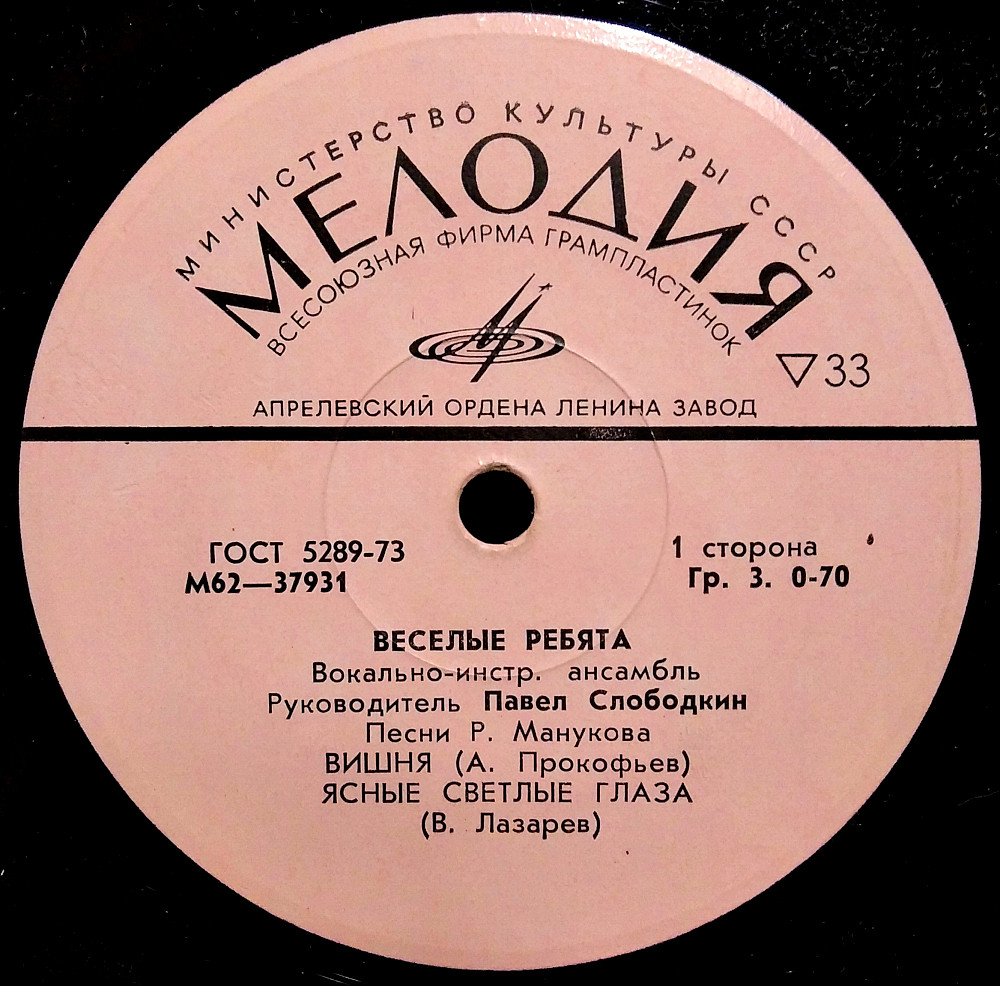 МИНИСТЕРСТВО КУЛЬТУРЫ СССР
МЕЛОДИЯ
ВСЕСОЮЗНАЯ ФИРМА ГРАМПЛАСТИНОК
▽33
АПРЕЛЕВСКИЙ ОРДЕНА ЛЕНИНА ЗАВОД
ГОСТ 5289-73
М62—37931
1 сторона
Гр. 3. 0-70
ВЕСЕЛЫЕ РЕБЯТА
Вокально-инстр. ансамбль
Руководитель Павел Слободкин
Песни Р. Манукова
ВИШНЯ (А. Прокофьев)
ЯСНЫЕ СВЕТЛЫЕ ГЛАЗА
(В. Лазарев)